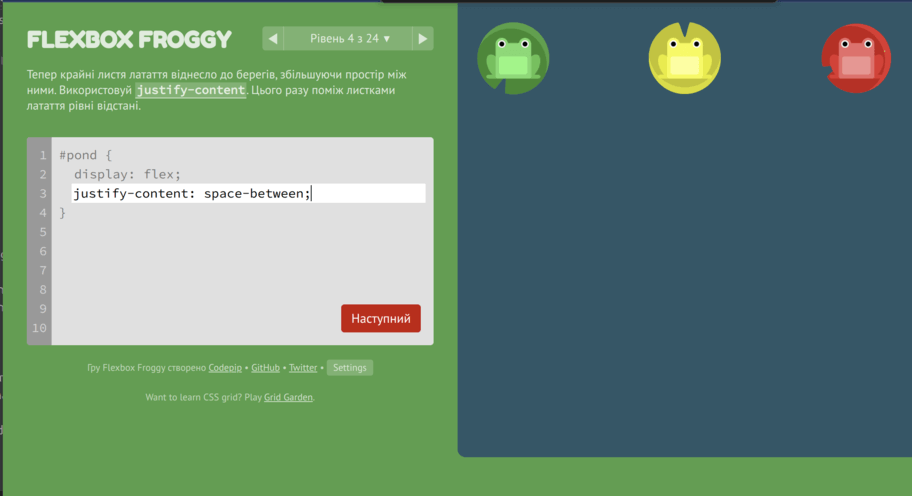 FLEXBOX FROGGY
◀ Рівень 4 з 24 ▾ ▶
Тепер крайні листя латаття віднесло до берегів, збільшуючи простір між
ними. Використовуй justify-content. Цього разу поміж листками
латаття рівні відстані.
1 #pond {
2 display: flex;
3 justify-content: space-between;
4 }
5
6
7
8
9
10
Наступний
Гру Flexbox Froggy створено Codepip • GitHub • Twitter • Settings
Want to learn CSS grid? Play Grid Garden.